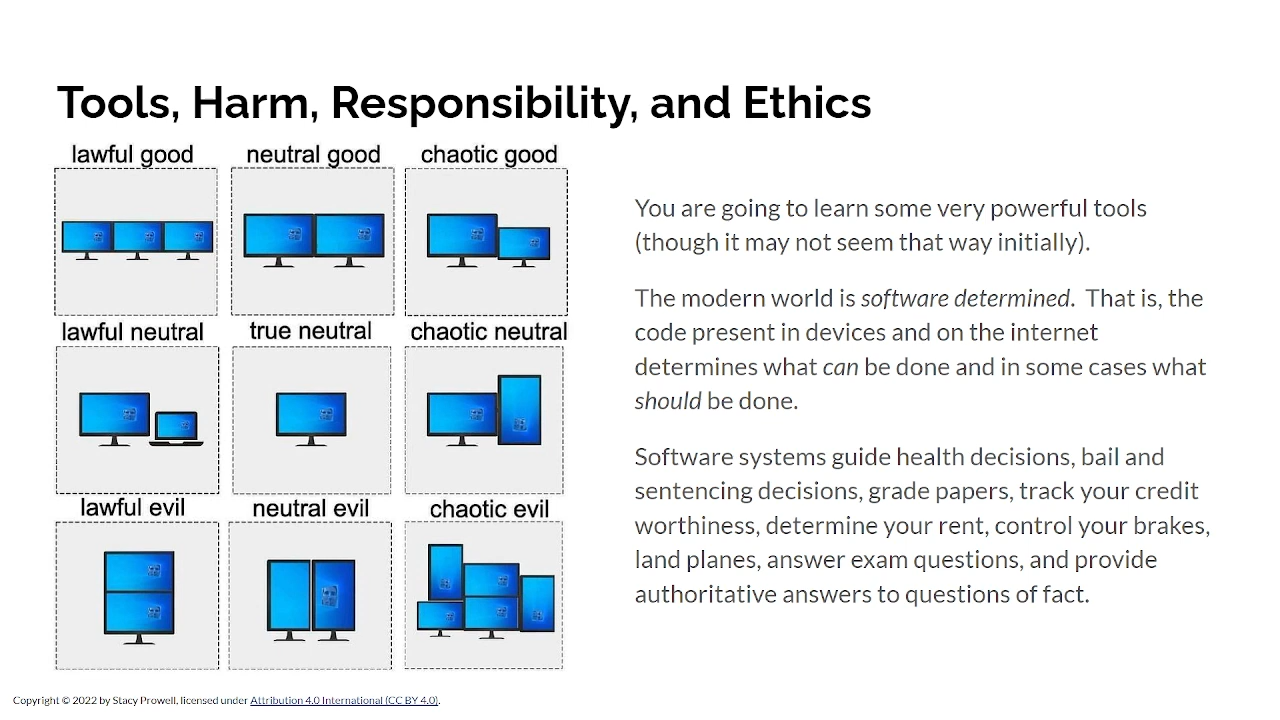 Tools, Harm, Responsibility, and Ethics
lawful good
neutral good
chaotic good
lawful neutral
true neutral
chaotic neutral
lawful evil
neutral evil
chaotic evil
You are going to learn some very powerful tools
(though it may not seem that way initially).
The modern world is software determined. That is, the
code present in devices and on the internet
determines what can be done and in some cases what
should be done.
Software systems guide health decisions, bail and
sentencing decisions, grade papers, track your credit
worthiness, determine your rent, control your brakes,
land planes, answer exam questions, and provide
authoritative answers to questions of fact.
Copyright © 2022 by Stacy Prowell, licensed under Attribution 4.0 International (CC BY 4.0).